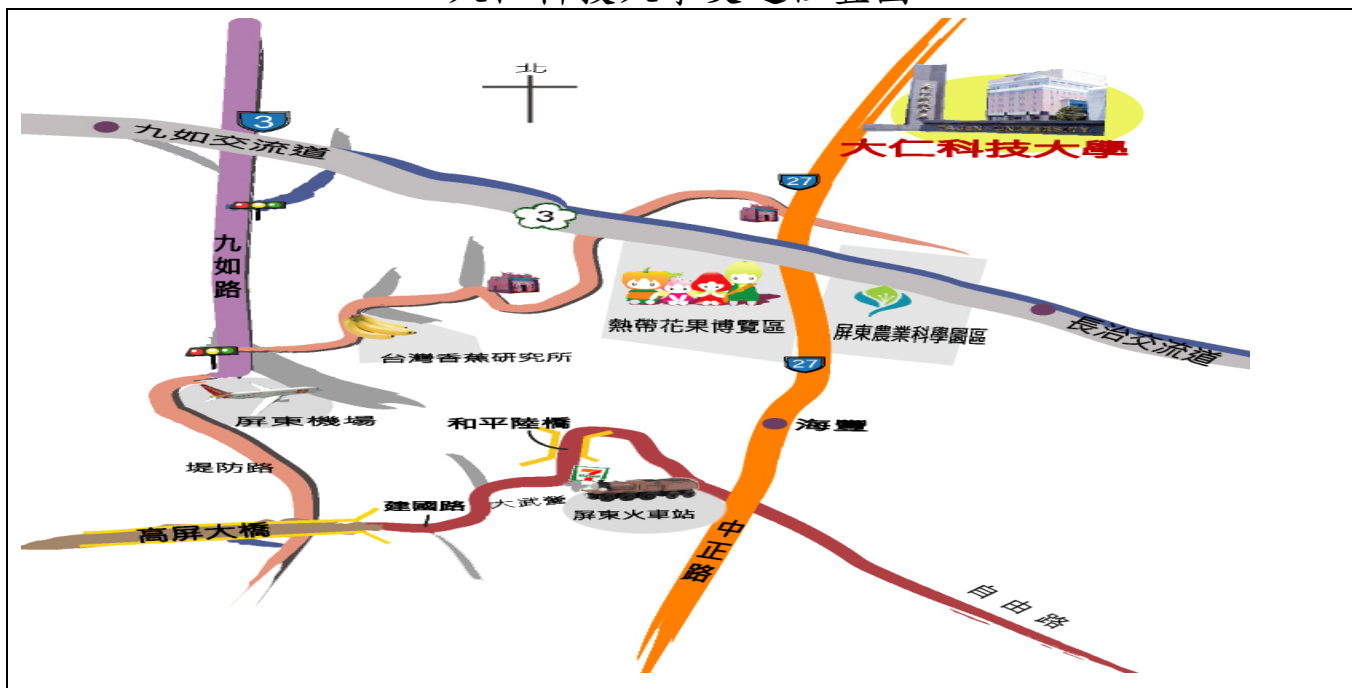 北
3
九如交流道
大仁科技大學
TAJEN UNIVERSITY
27
3
九如路
熱帶花果博覽區
屏東農業科學園區
長治交流道
台灣香蕉研究所
27
屏東機場
和平陸橋
海豐
堤防路
7
建國路
大武營
屏東火車站
高屏大橋
中正路
自由路